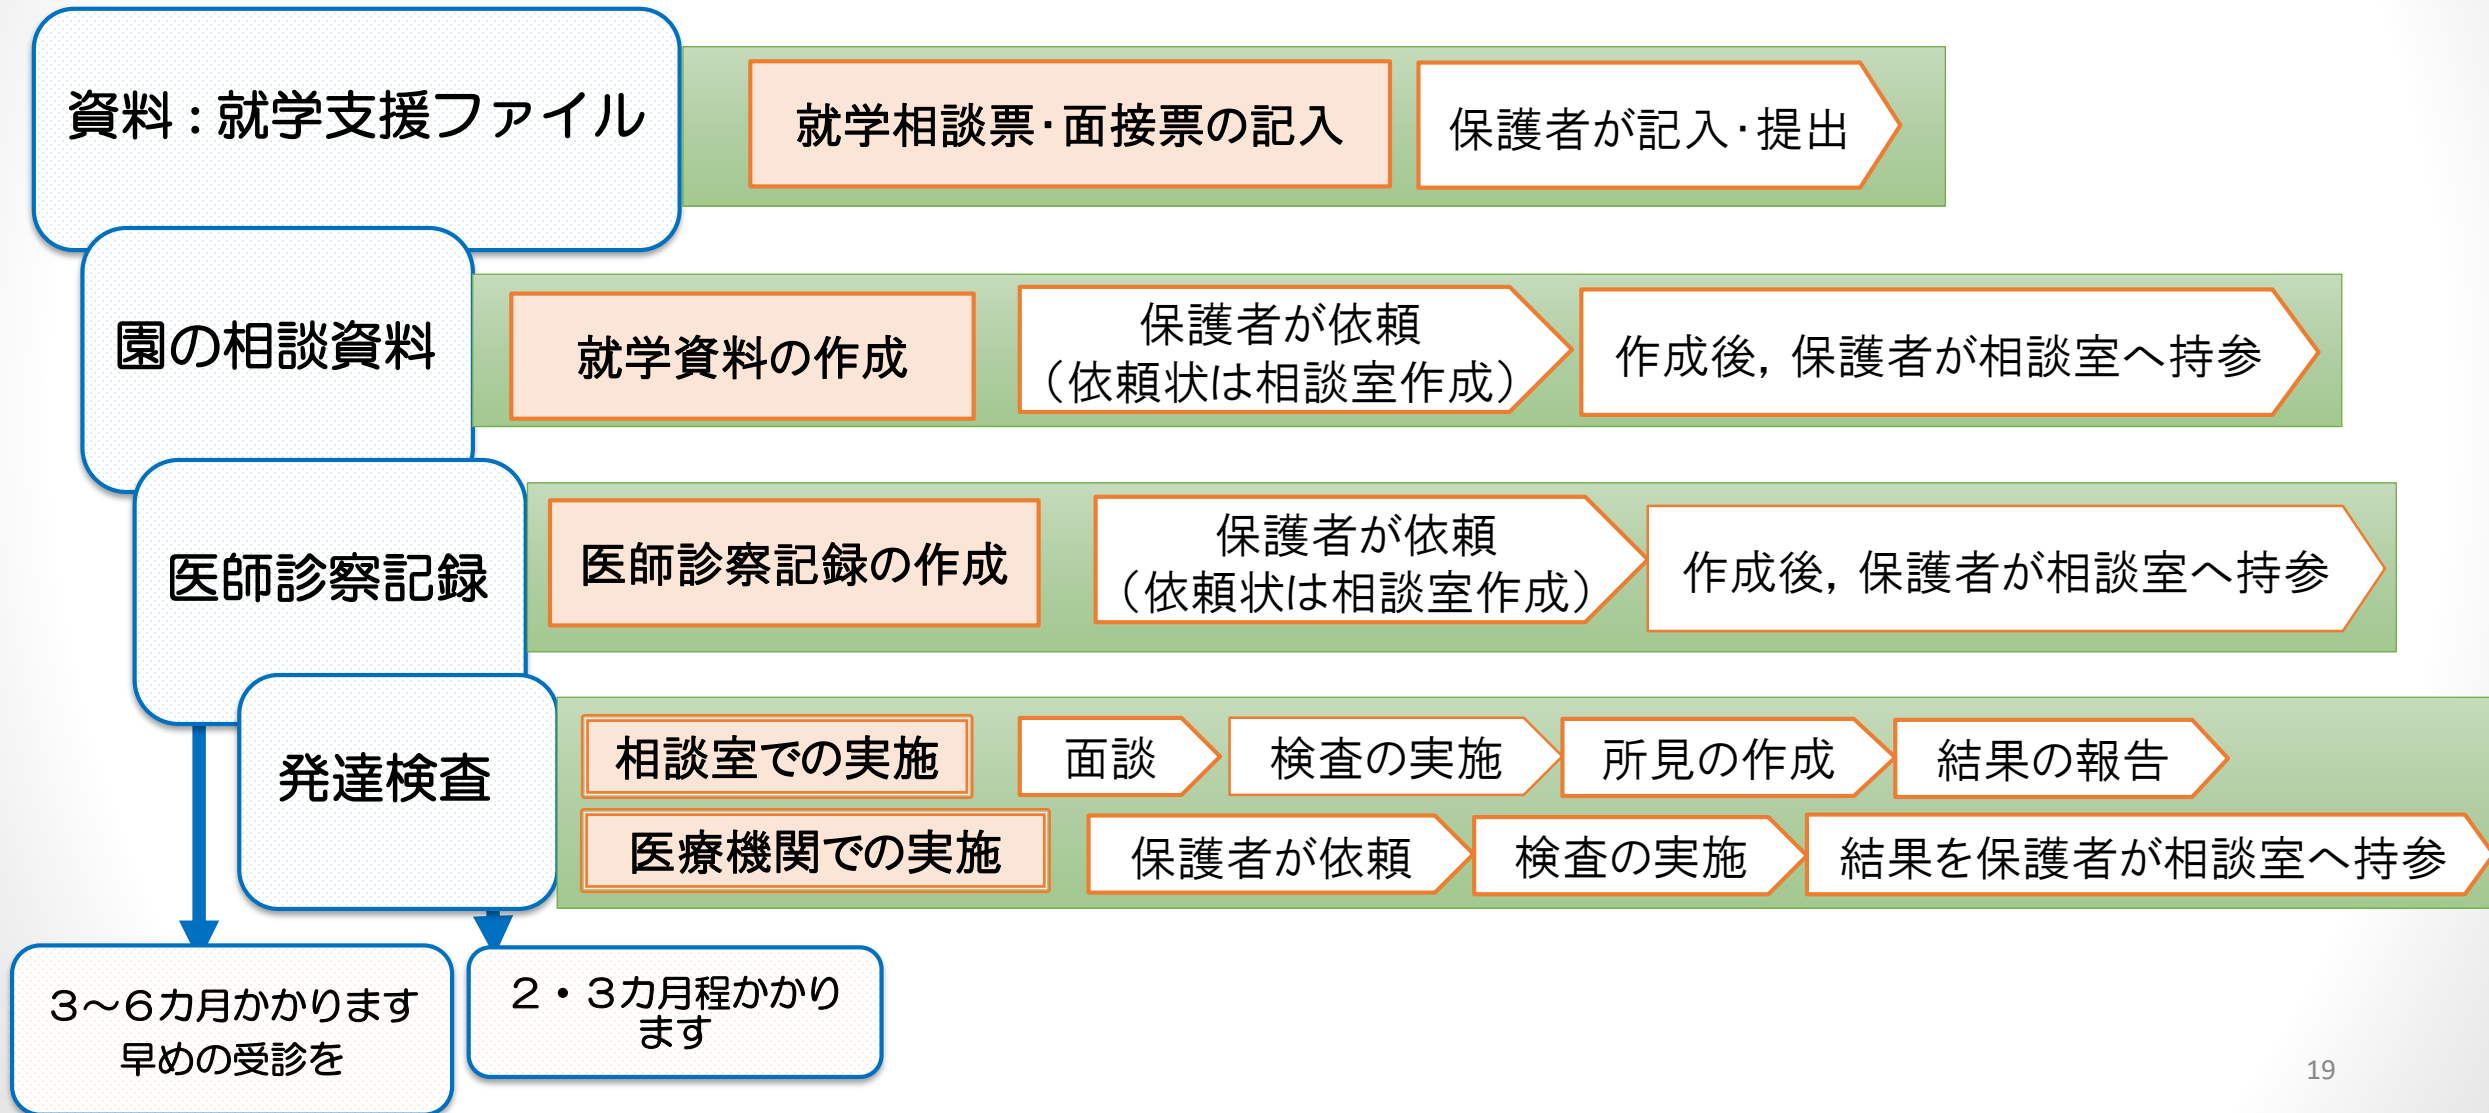 資料：就学支援ファイル
就学相談票・面接票の記入
保護者が記入・提出
園の相談資料
就学資料の作成
保護者が依頼
（依頼状は相談室作成）
作成後，保護者が相談室へ持参
医師診察記録
医師診察記録の作成
保護者が依頼
（依頼状は相談室作成）
作成後，保護者が相談室へ持参
発達検査
相談室での実施
面談
検査の実施
所見の作成
結果の報告
医療機関での実施
保護者が依頼
検査の実施
結果を保護者が相談室へ持参
３～６カ月かかります
早めの受診を
２・３カ月程かかり
ます
19